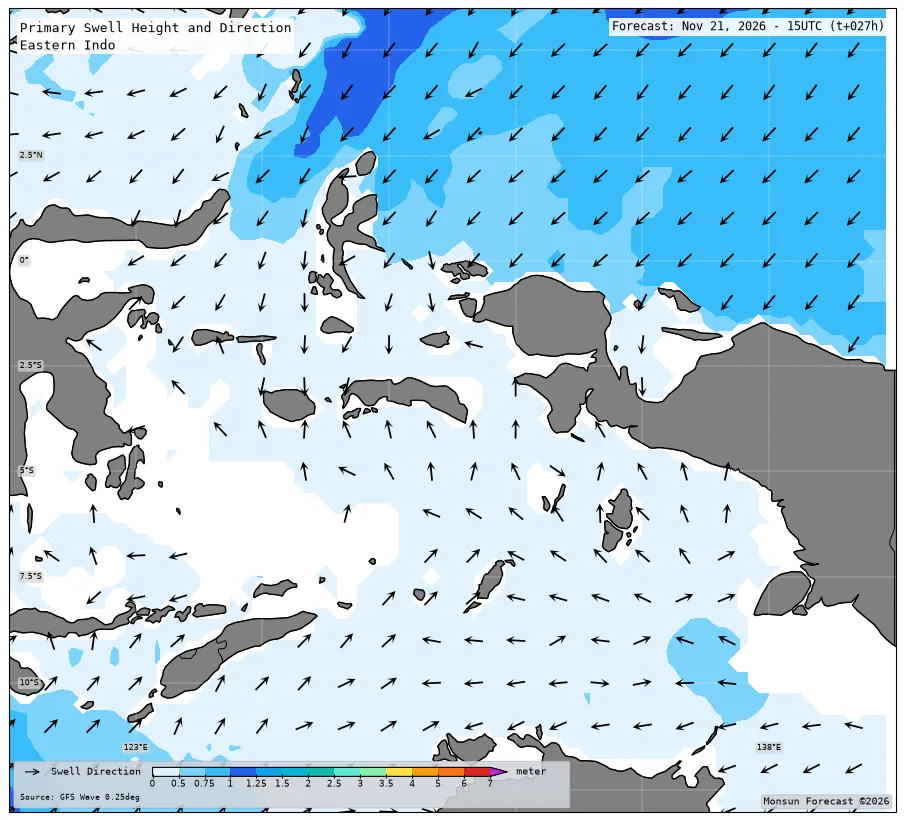 Primary Swell Height and Direction
Eastern Indo
Forecast: Nov 21, 2026 - 15UTC (t+027h)
2.5°N
0°
2.5°S
5°S
7.5°S
10°S
123°E
138°E
Swell Direction
meter
0 0.5 0.75 1 1.25 1.5 2 2.5 3 3.5 4 5 6 7
Source: GFS Wave 0.25deg
Monsun Forecast ©2026